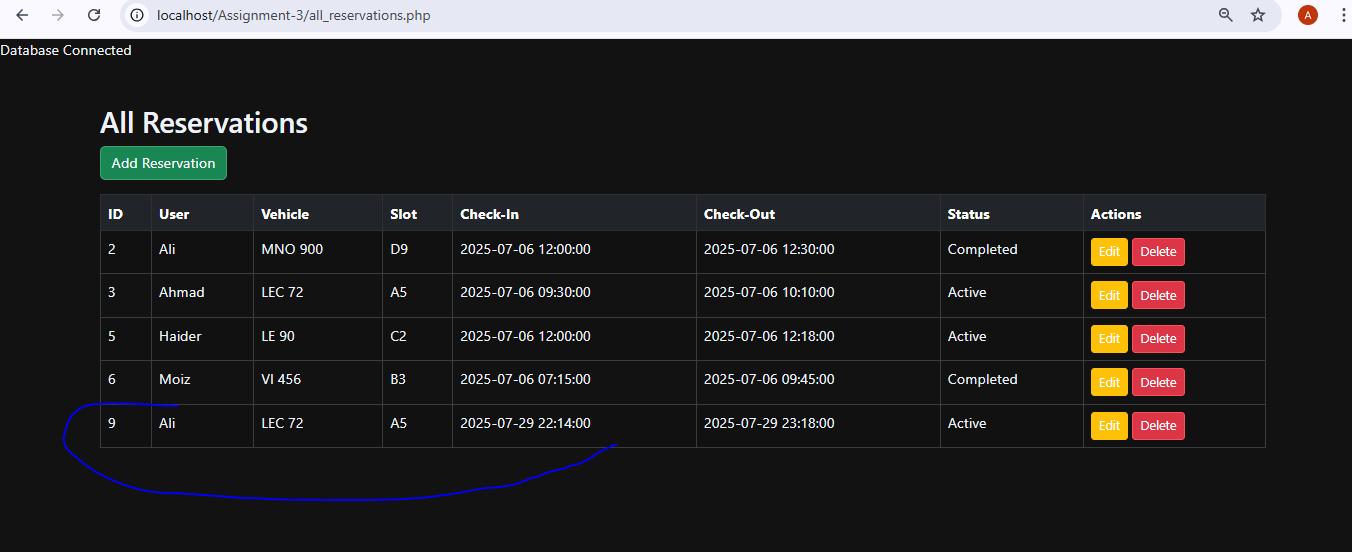 localhost/Assignment-3/all_reservations.php
A
Database Connected
All Reservations
Add Reservation
ID User Vehicle Slot Check-In Check-Out Status Actions
2 Ali MNO 900 D9 2025-07-06 12:00:00 2025-07-06 12:30:00 Completed Edit Delete
3 Ahmad LEC 72 A5 2025-07-06 09:30:00 2025-07-06 10:10:00 Active Edit Delete
5 Haider LE 90 C2 2025-07-06 12:00:00 2025-07-06 12:18:00 Active Edit Delete
6 Moiz VI 456 B3 2025-07-06 07:15:00 2025-07-06 09:45:00 Completed Edit Delete
9 Ali LEC 72 A5 2025-07-29 22:14:00 2025-07-29 23:18:00 Active Edit Delete